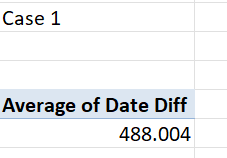 Case 1
Average of Date Diff
488.004